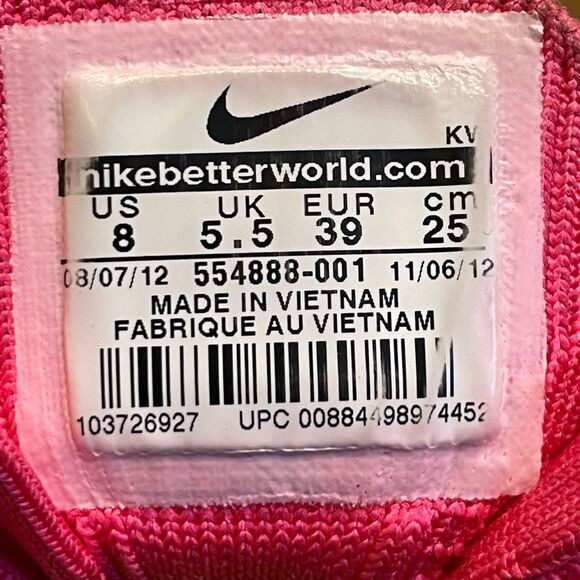 KV
nikebetterworld.com
US UK EUR cm
8 5.5 39 25
08/07/12 554888-001 11/06/12
MADE IN VIETNAM
FABRIQUE AU VIETNAM
103726927 UPC 00884498974452